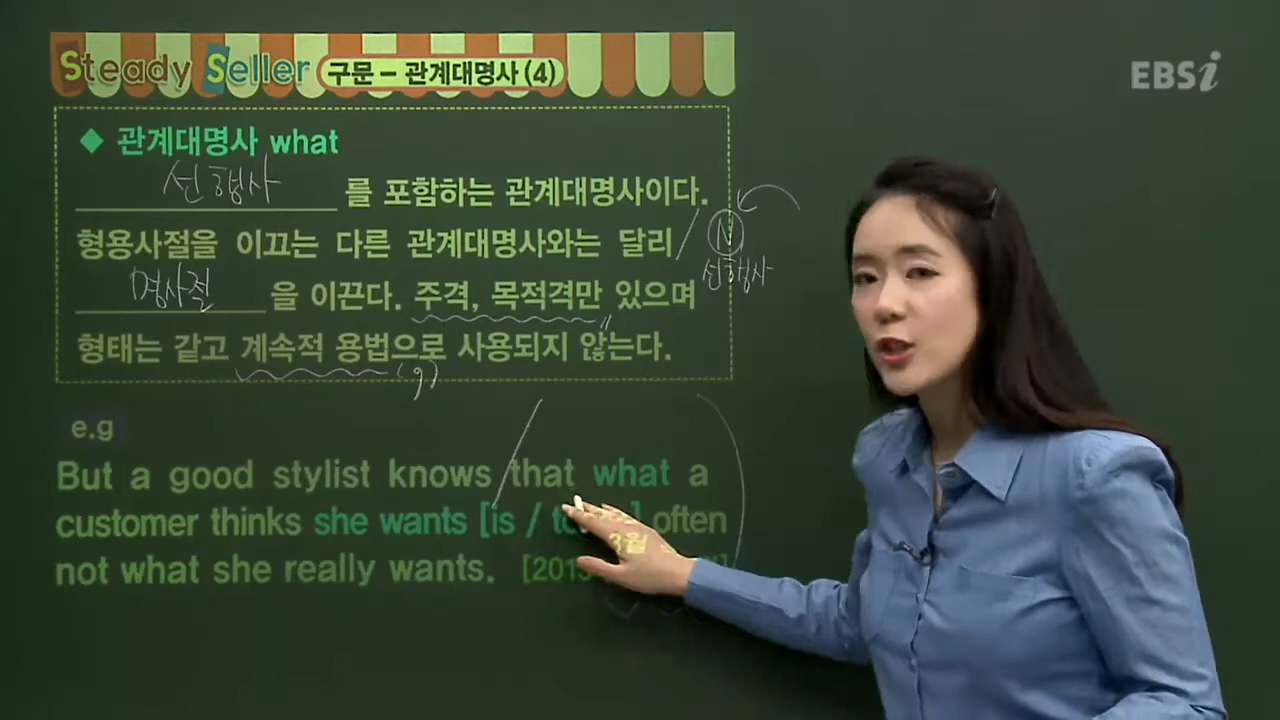 Steady Seller 구문 - 관계대명사 (4)
EBSi
◆ 관계대명사 what
선행사 를 포함하는 관계대명사이다.
형용사절을 이끄는 다른 관계대명사와는 달리
N
선행사
명사절 을 이끈다. 주격, 목적격만 있으며
형태는 같고 계속적 용법으로 사용되지 않는다.
(,)
e.g
But a good stylist knows that what a
customer thinks she wants [is / often
not what she really wants. [201
3월